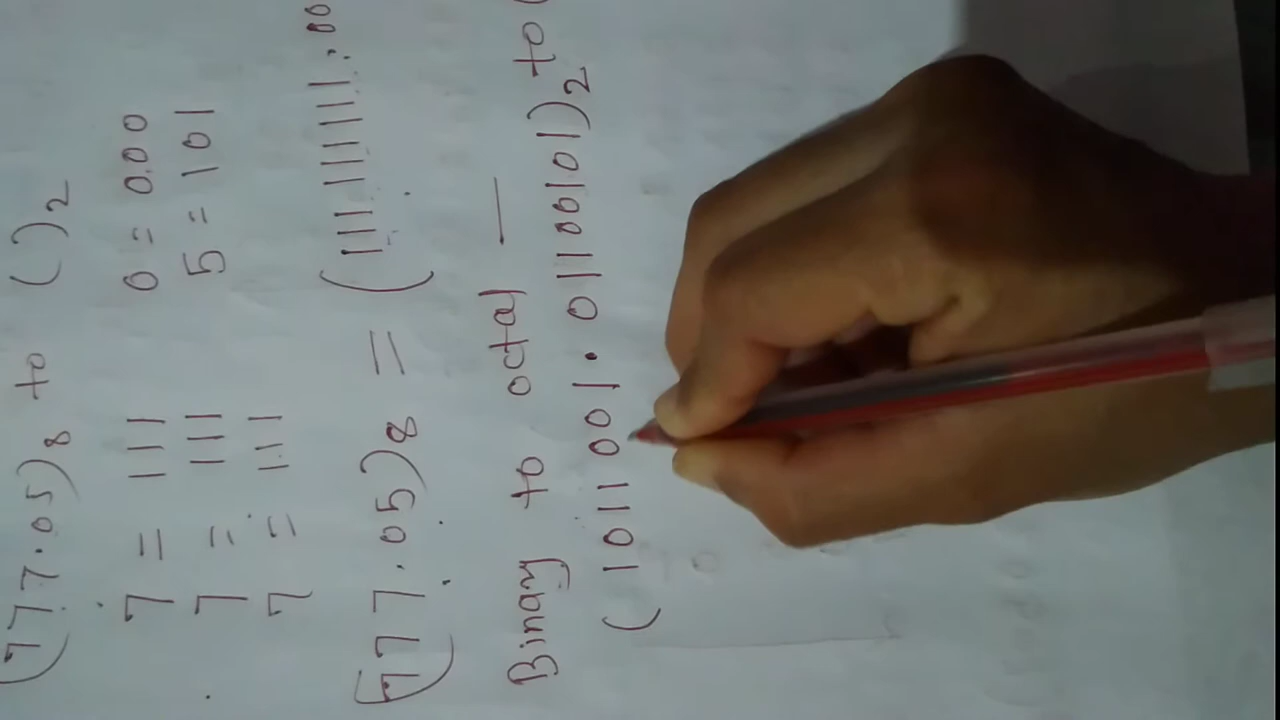 (777.05)8 to ( )2
7 = 111 0 = 000
7 = 111 5 = 101
7 = 111
(777.05)8 = (111 111 111.00
Binary to octal —
(1011001.01100101)2 to (